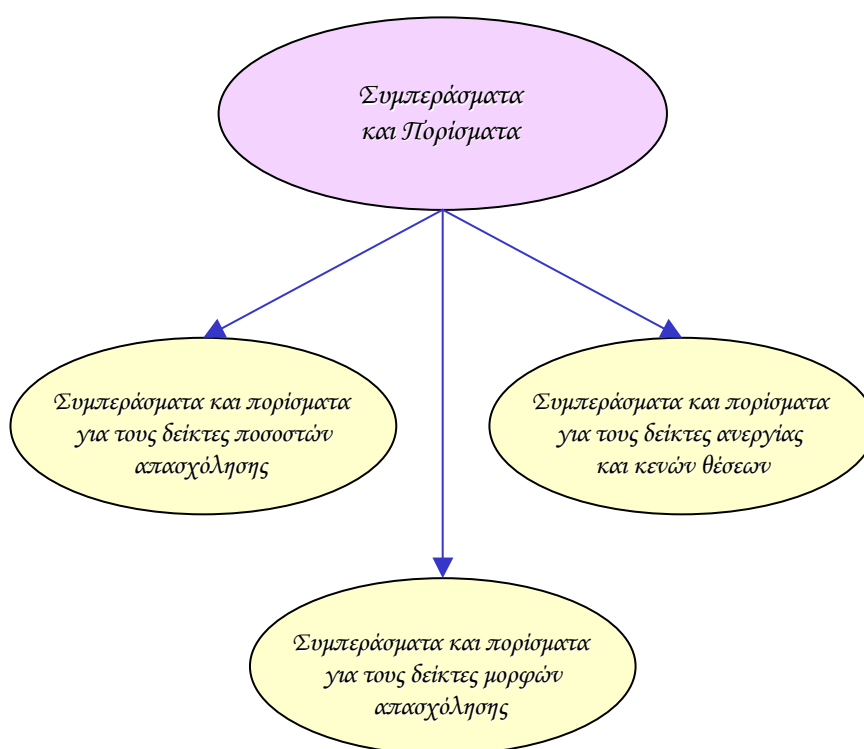 Συμπεράσματα
και Πορίσματα
Συμπεράσματα και πορίσματα
για τους δείκτες ποσοστών
απασχόλησης
Συμπεράσματα και πορίσματα
για τους δείκτες ανεργίας
και κενών θέσεων
Συμπεράσματα και πορίσματα
για τους δείκτες μορφών
απασχόλησης